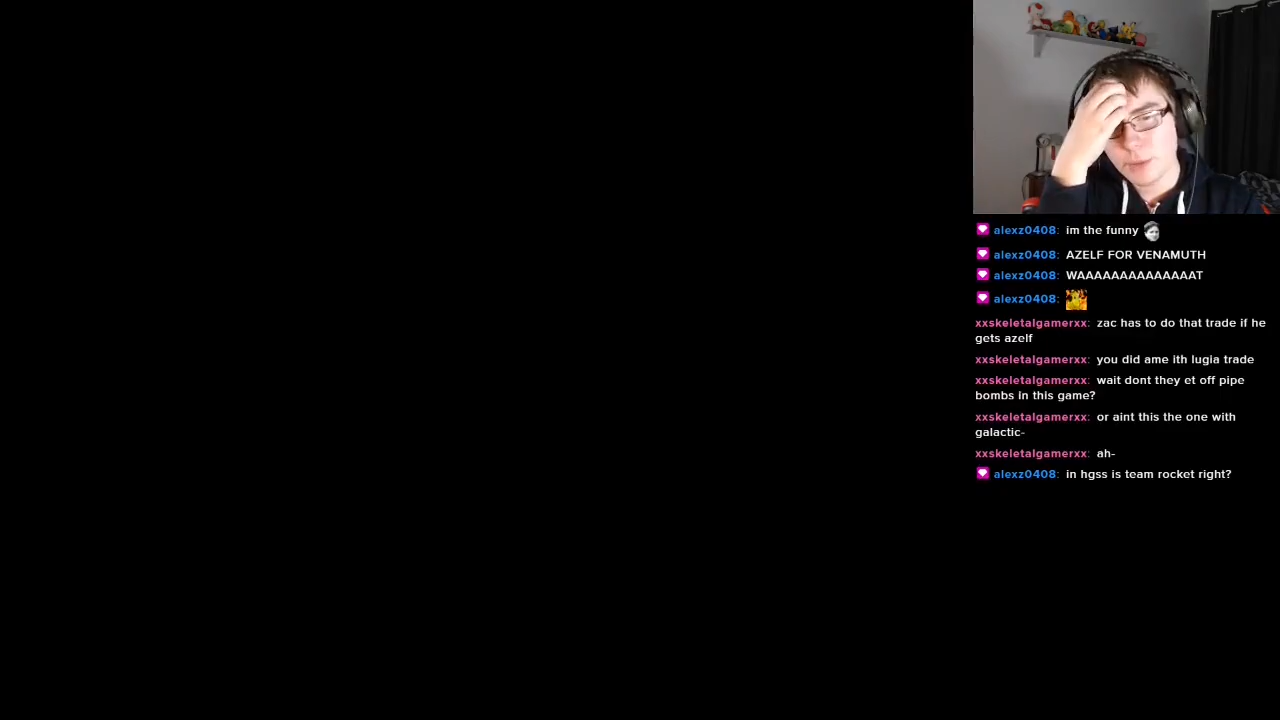 alexz0408: im the funny
alexz0408: AZELF FOR VENAMUTH
alexz0408: WAAAAAAAAAAAAAAT
alexz0408:
xxskeletalgamerxx: zac has to do that trade if he
gets azelf
xxskeletalgamerxx: you did ame ith lugia trade
xxskeletalgamerxx: wait dont they et off pipe
bombs in this game?
xxskeletalgamerxx: or aint this the one with
galactic-
xxskeletalgamerxx: ah-
alexz0408: in hgss is team rocket right?